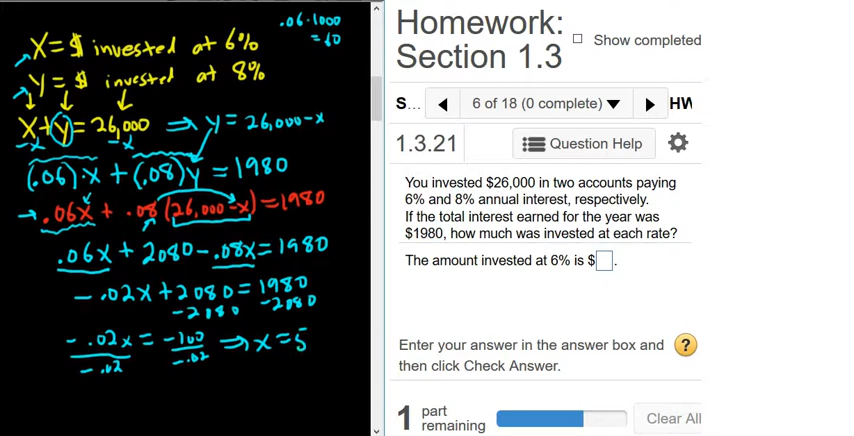 .06·1000
=60
X = $ invested at 6%
Y = $ invested at 8%
X + y = 26,000 ⇒ y = 26,000 - x
-x -x
(.06)·x + (.08)y = 1980
.06x + .08(26,000 - x) = 1980
.06x + 2080 - .08x = 1980
- .02x + 2080 = 1980
-2080 -2080
- .02x = -100 ⇒ x = 5
- .02 -.02
Homework:
Section 1.3
Show completed
S...
6 of 18 (0 complete)
HW
1.3.21
Question Help
You invested $26,000 in two accounts paying
6% and 8% annual interest, respectively.
If the total interest earned for the year was
$1980, how much was invested at each rate?
The amount invested at 6% is $ .
Enter your answer in the answer box and
then click Check Answer.
?
1 part
remaining
Clear All